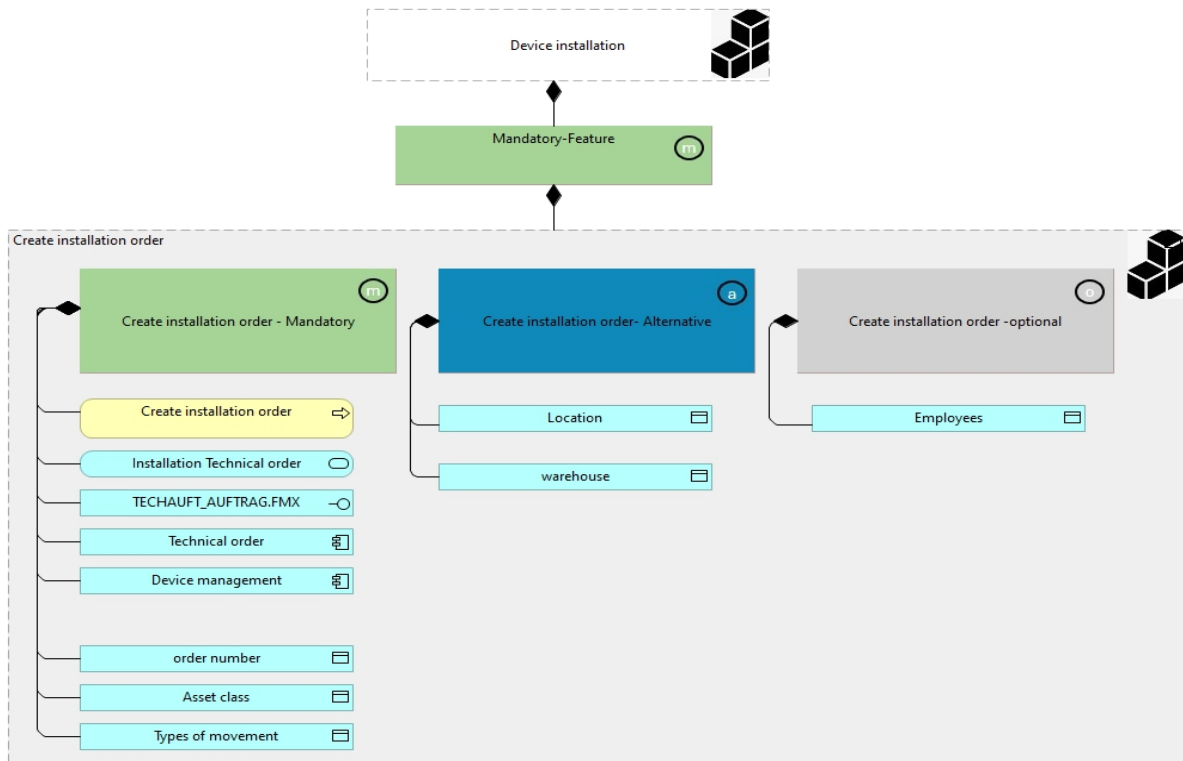 Device installation
Mandatory-Feature
m
Create installation order
m
Create installation order - Mandatory
Create installation order
Installation Technical order
TECHAUFT_AUFTRAG.FMX
Technical order
Device management
order number
Asset class
Types of movement
a
Create installation order- Alternative
Location
warehouse
o
Create installation order -optional
Employees